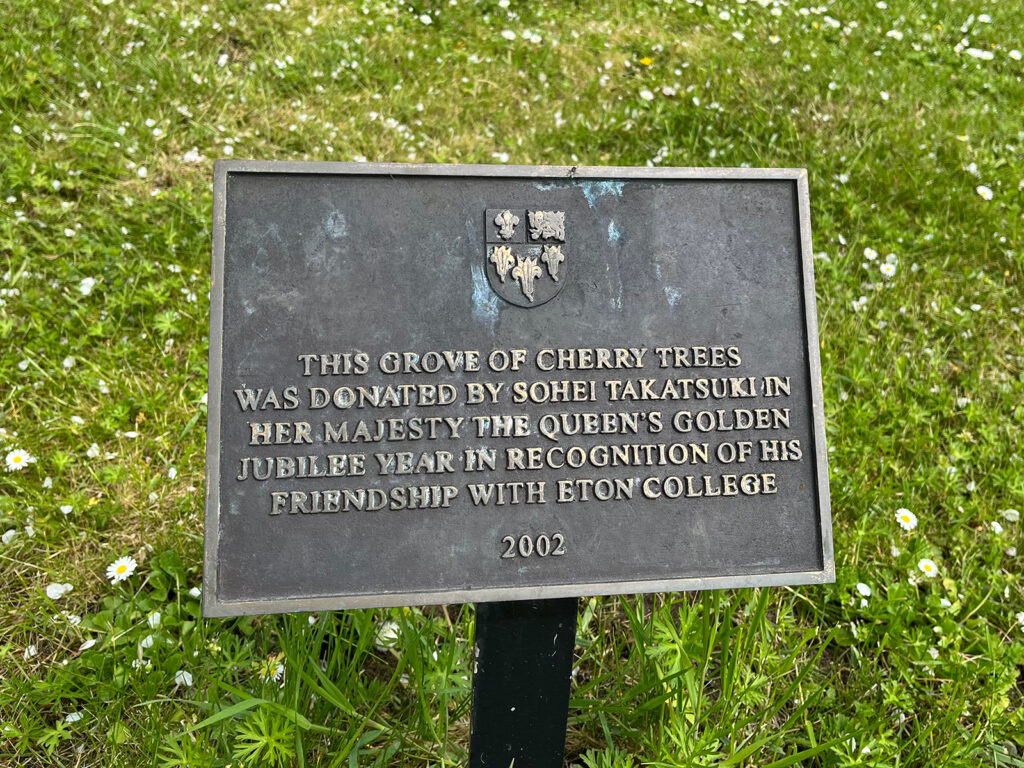 THIS GROVE OF CHERRY TREES
WAS DONATED BY SOHEI TAKATSUKI IN
HER MAJESTY THE QUEEN'S GOLDEN
JUBILEE YEAR IN RECOGNITION OF HIS
FRIENDSHIP WITH ETON COLLEGE
2002